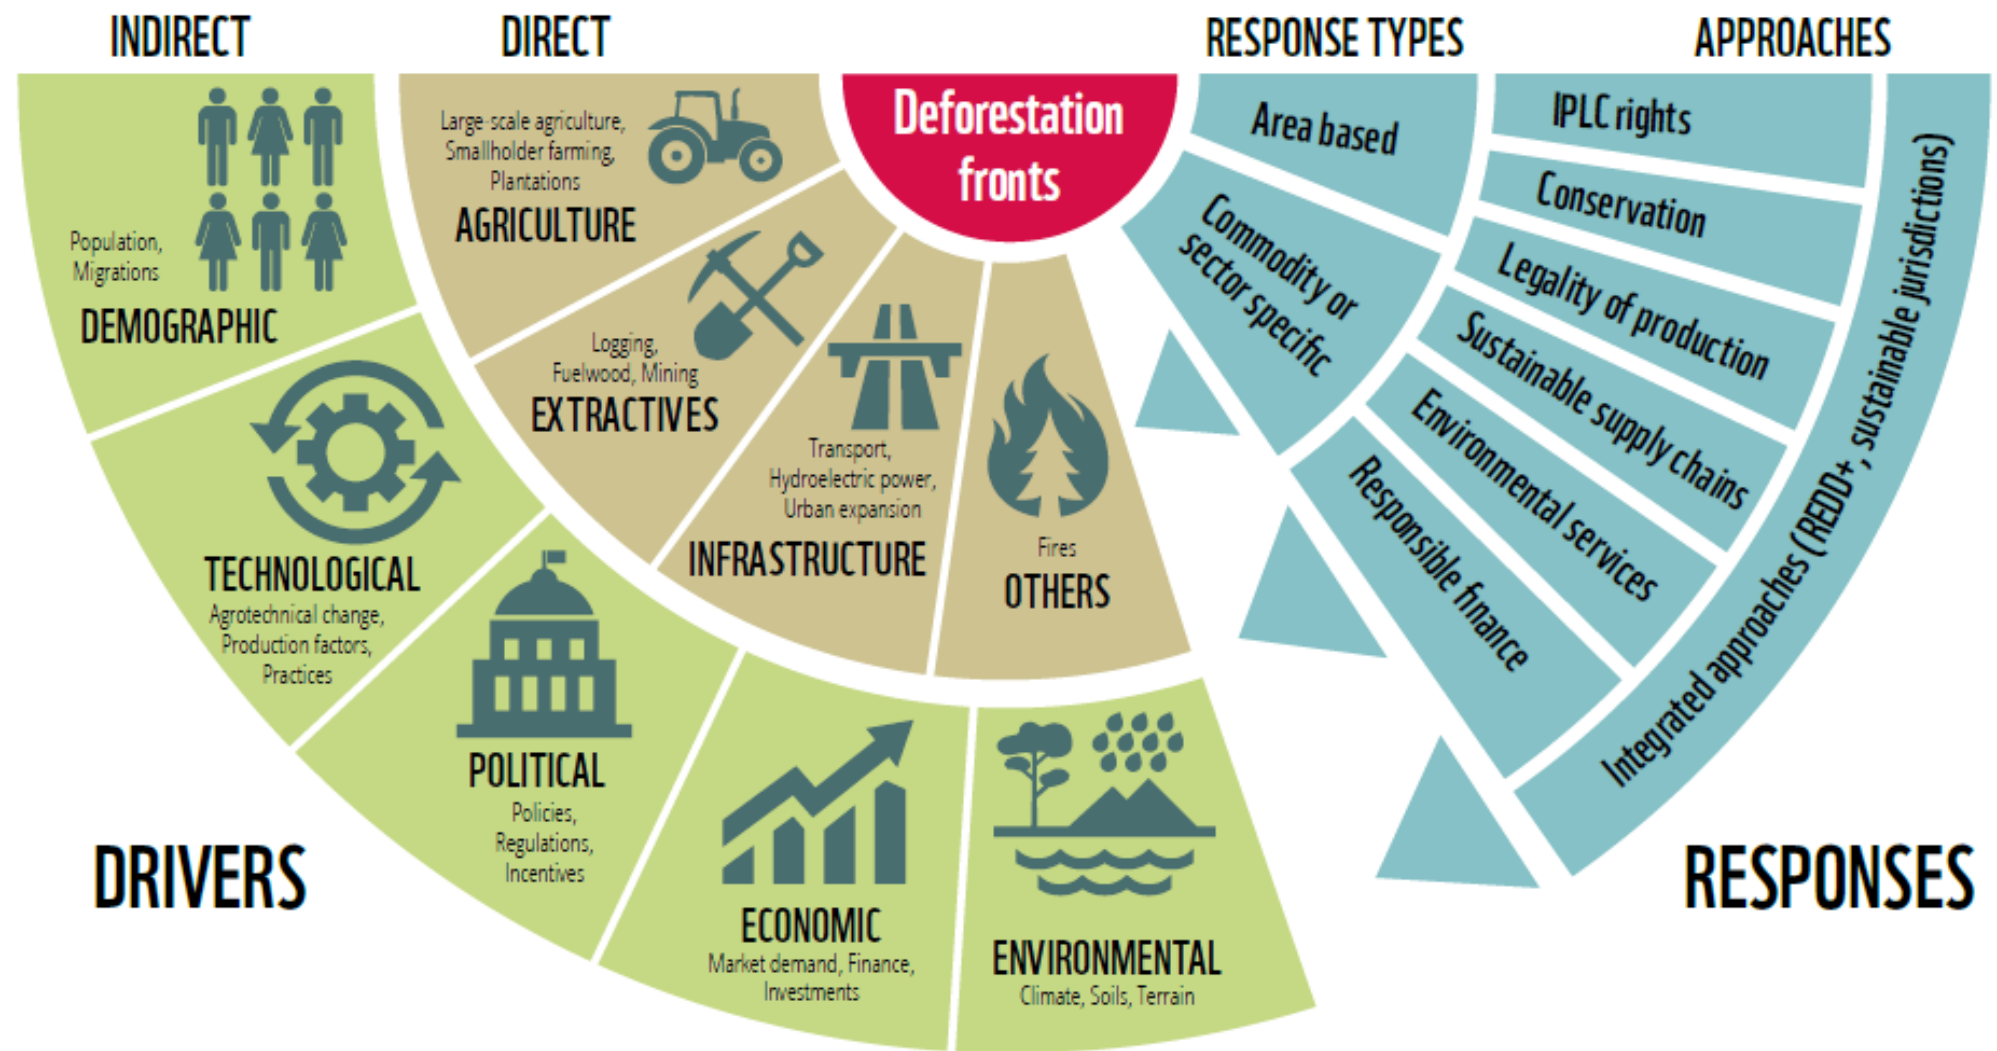 INDIRECT
DIRECT
RESPONSE TYPES
APPROACHES
Population,
Migrations
DEMOGRAPHIC
TECHNOLOGICAL
Agrotechnical change,
Production factors,
Practices
POLITICAL
Policies,
Regulations,
Incentives
ECONOMIC
Market demand, Finance,
Investments
ENVIRONMENTAL
Climate, Soils, Terrain
Large-scale agriculture,
Smallholder farming,
Plantations
AGRICULTURE
Logging,
Fuelwood, Mining
EXTRACTIVES
Transport,
Hydroelectric power,
Urban expansion
INFRASTRUCTURE
Fires
OTHERS
Deforestation
fronts
Area based
Commodity or
sector specific
IPLC rights
Conservation
Legality of production
Sustainable supply chains
Environmental services
Responsible finance
Integrated approaches (REDD+, sustainable jurisdictions)
DRIVERS
RESPONSES